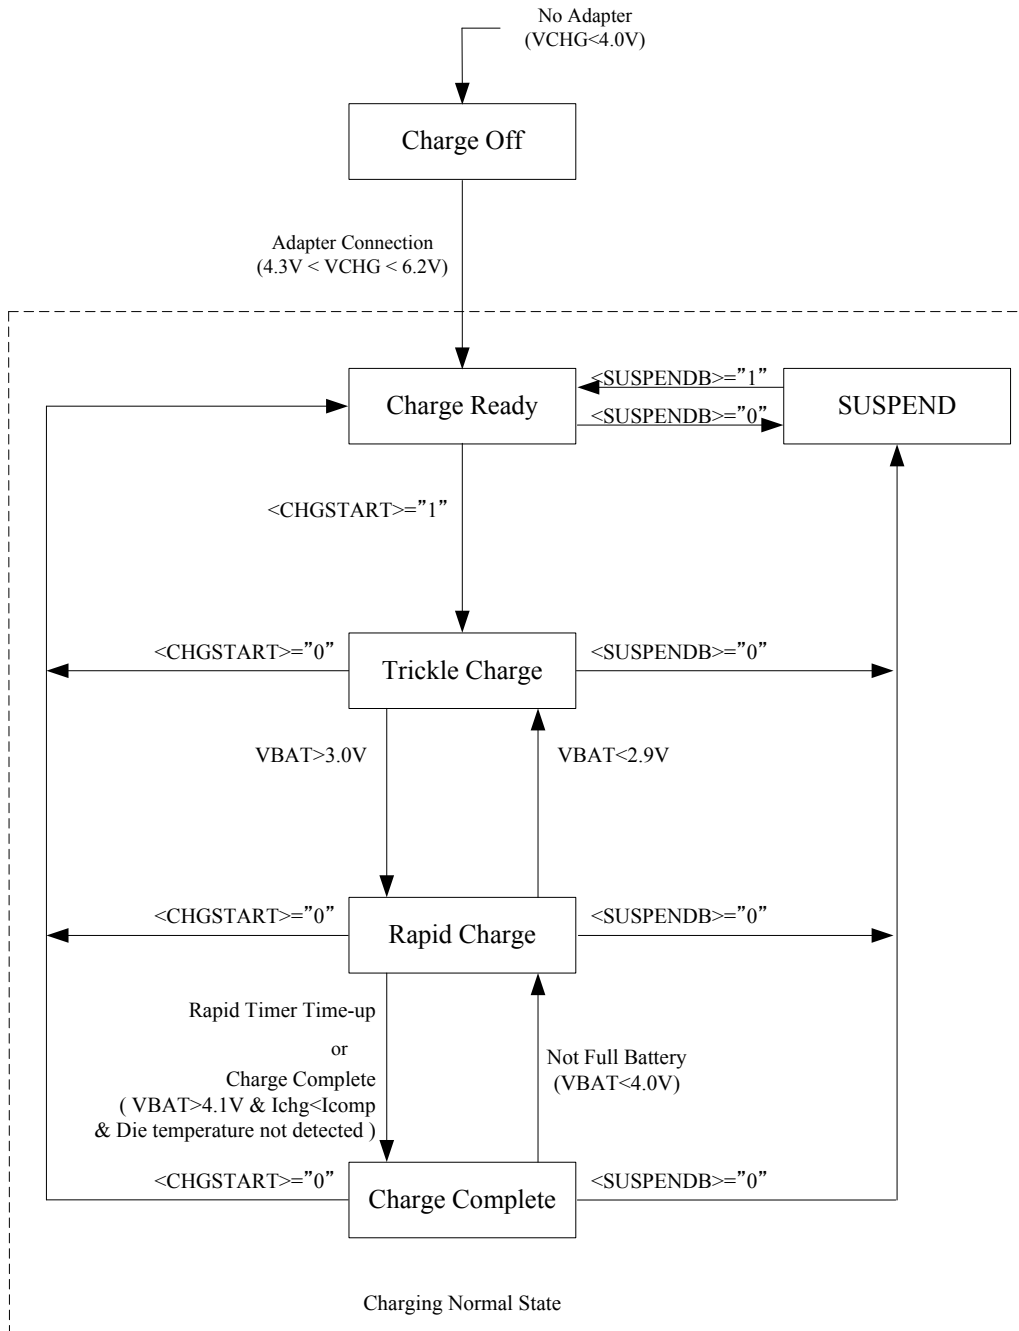 No Adapter
(VCHG<4.0V)
Charge Off
Adapter Connection
(4.3V < VCHG < 6.2V)
<SUSPENDB>="1"
Charge Ready
SUSPEND
<SUSPENDB>="0"
<CHGSTART>="1"
<CHGSTART>="0"
<SUSPENDB>="0"
Trickle Charge
VBAT>3.0V
VBAT<2.9V
<CHGSTART>="0"
<SUSPENDB>="0"
Rapid Charge
Rapid Timer Time-up
or
Charge Complete
( VBAT>4.1V & Ichg<Icomp
& Die temperature not detected )
Not Full Battery
(VBAT<4.0V)
<CHGSTART>="0"
<SUSPENDB>="0"
Charge Complete
Charging Normal State